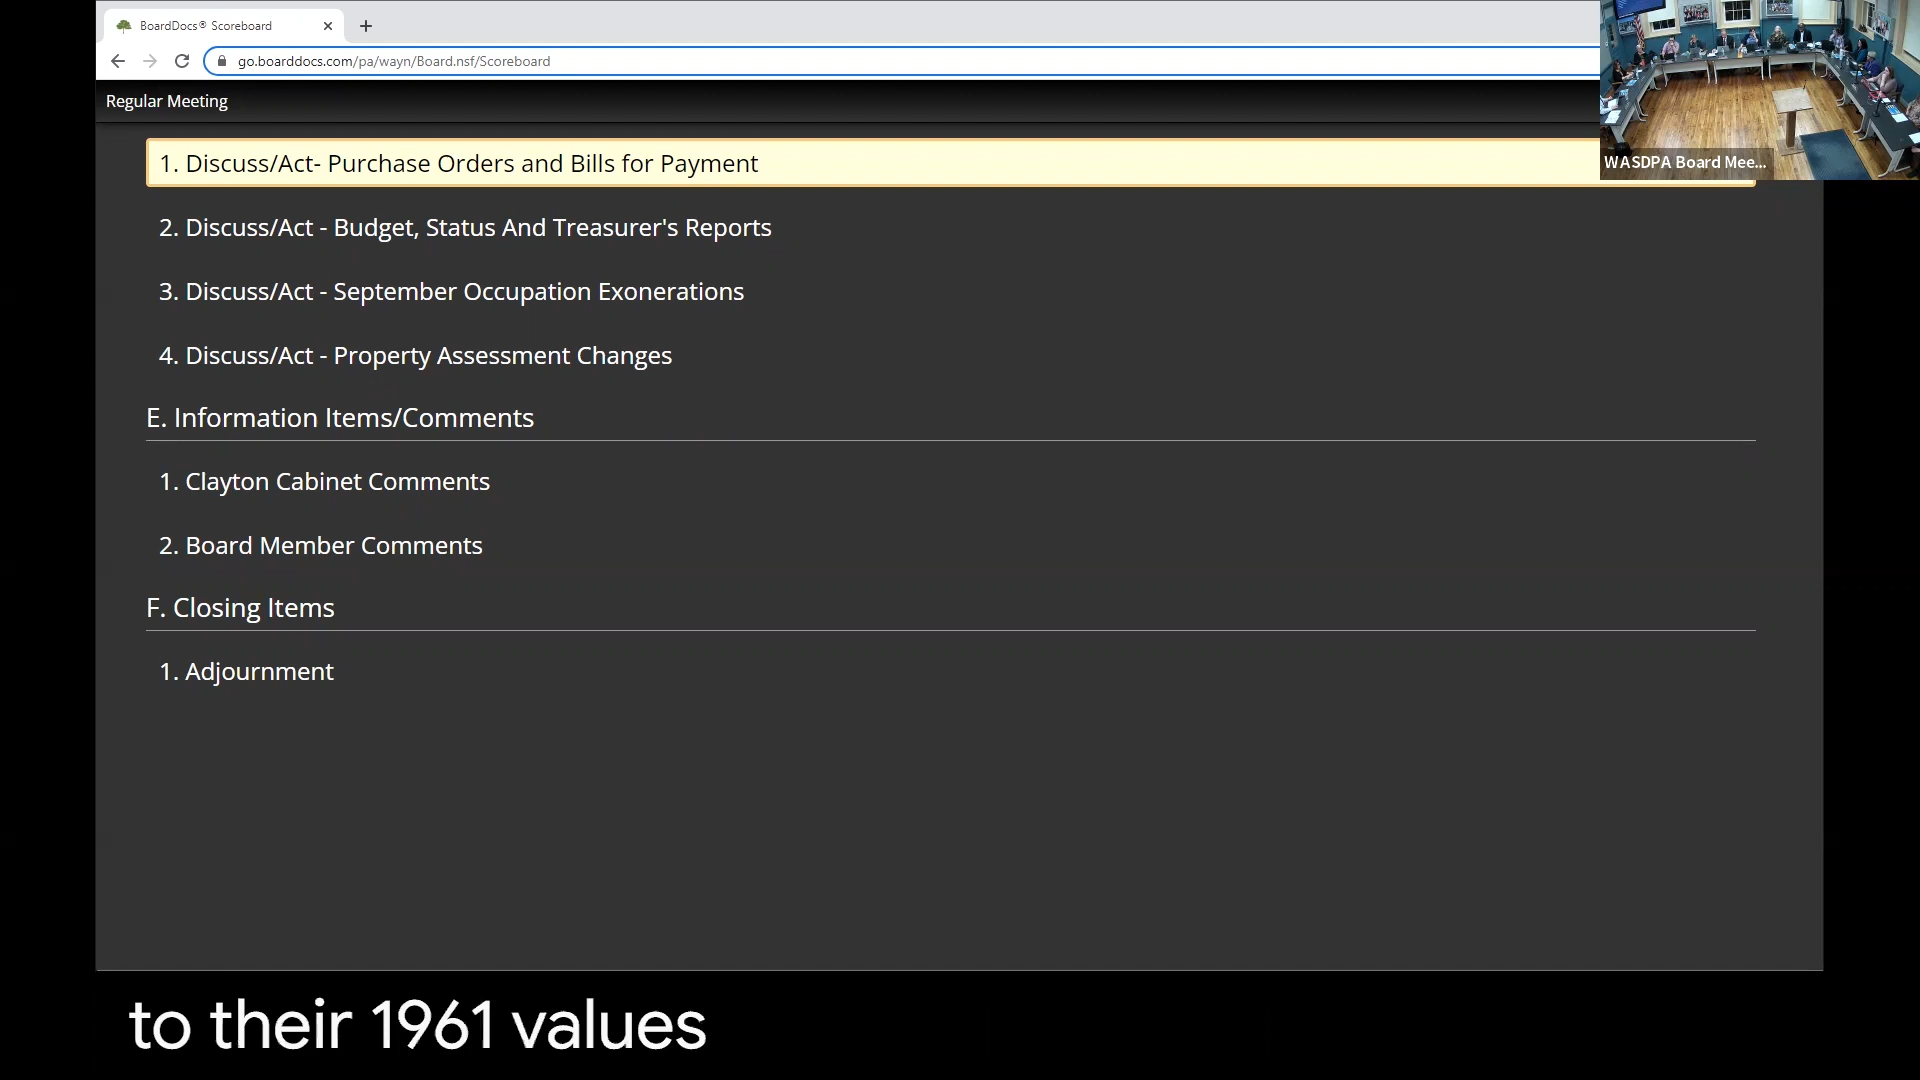 BoardDocs® Scoreboard
go.boarddocs.com/pa/wayn/Board.nsf/Scoreboard
Regular Meeting
WASDPA Board Mee...
1. Discuss/Act- Purchase Orders and Bills for Payment
2. Discuss/Act - Budget, Status And Treasurer's Reports
3. Discuss/Act - September Occupation Exonerations
4. Discuss/Act - Property Assessment Changes
E. Information Items/Comments
1. Clayton Cabinet Comments
2. Board Member Comments
F. Closing Items
1. Adjournment
to their 1961 values